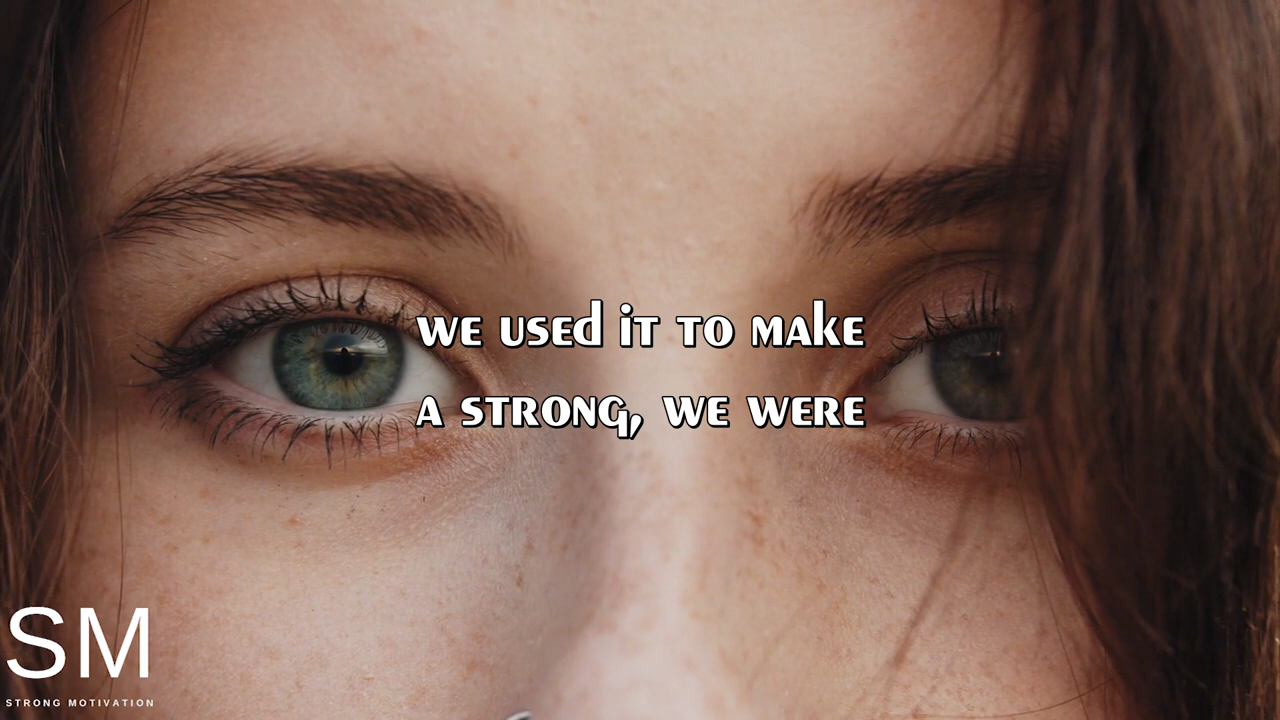 we used it to make
a strong, we were
SM
STRONG MOTIVATION